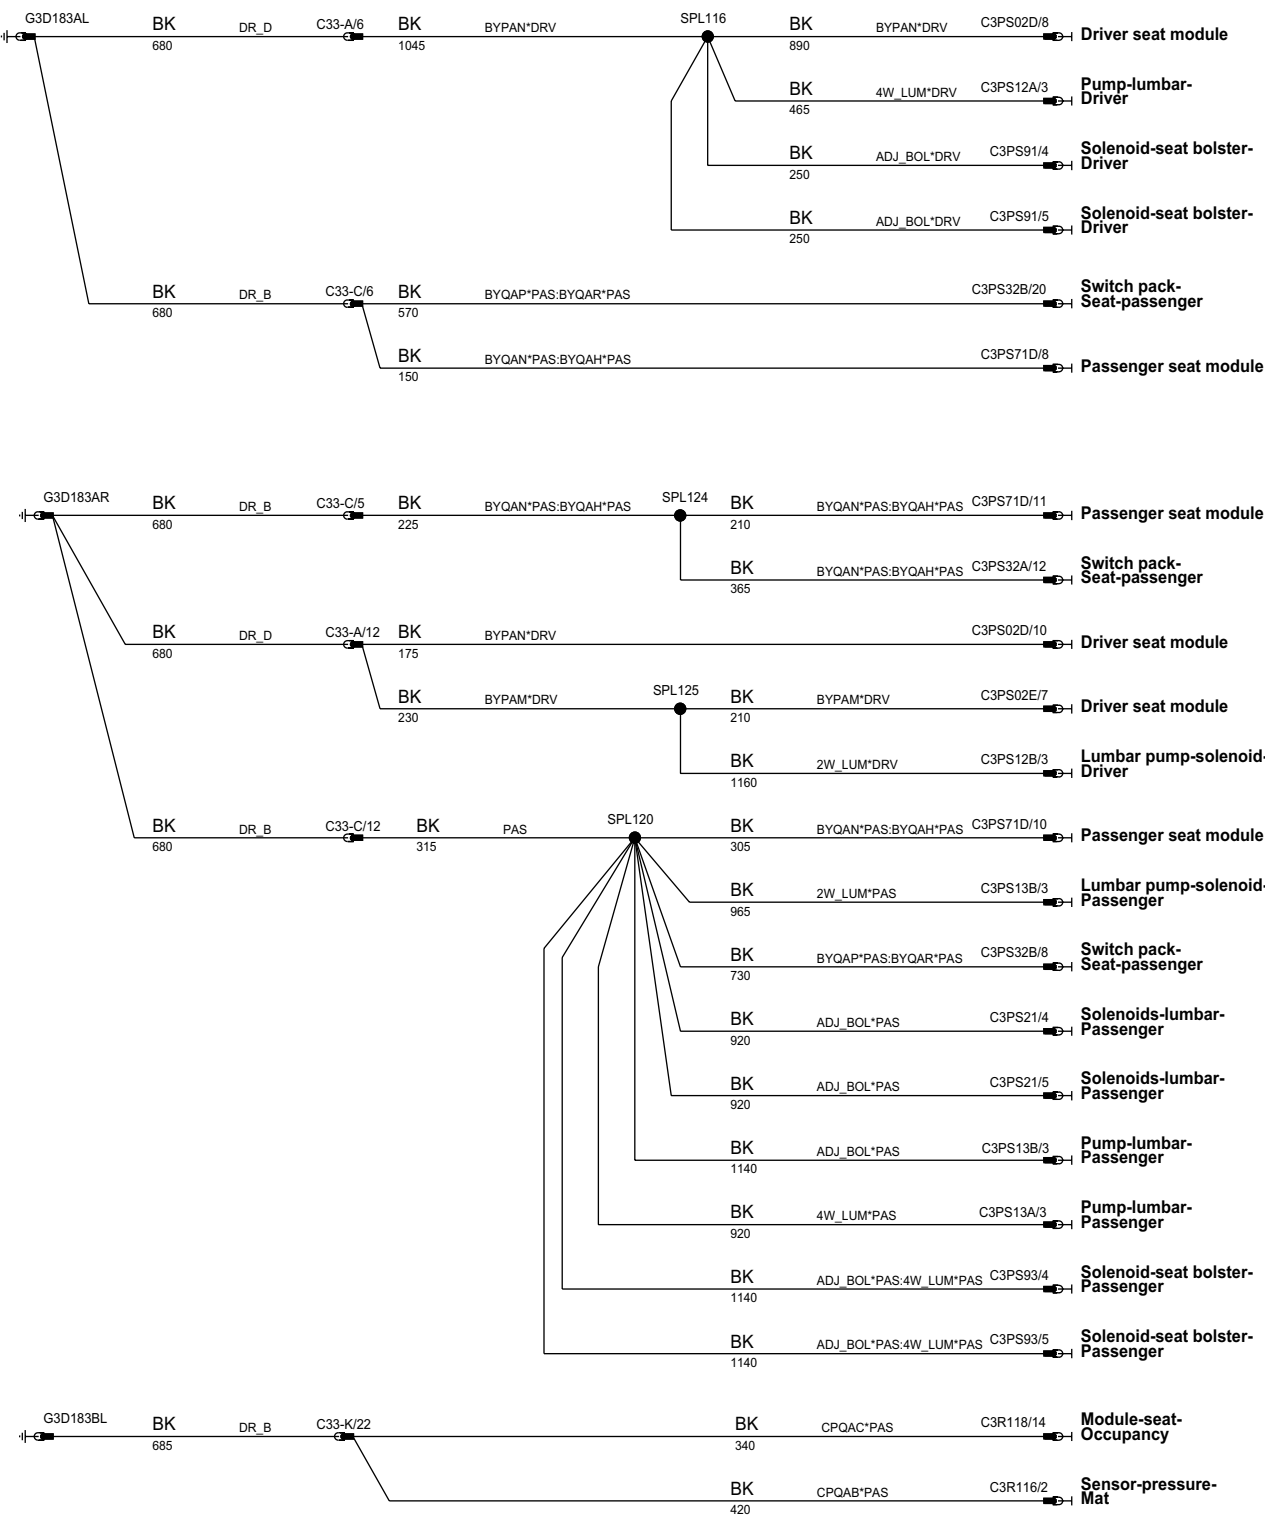 G3D183AL BK DR_D C33-A/6 BK BYPAN*DRV SPL116 BK BYPAN*DRV C3PS02D/8 Driver seat module
680 1045 890
BK 4W_LUM*DRV C3PS12A/3 Pump-lumbar-
Driver
465
BK ADJ_BOL*DRV C3PS91/4 Solenoid-seat bolster-
Driver
250
BK ADJ_BOL*DRV C3PS91/5 Solenoid-seat bolster-
Driver
250
BK DR_B C33-C/6 BK BYQAP*PAS:BYQAR*PAS C3PS32B/20 Switch pack-
Seat-passenger
680 570
BK BYQAN*PAS:BYQAH*PAS C3PS71D/8 Passenger seat module
150
G3D183AR BK DR_B C33-C/5 BK BYQAN*PAS:BYQAH*PAS SPL124 BK BYQAN*PAS:BYQAH*PAS C3PS71D/11 Passenger seat module
680 225 210
BK BYQAN*PAS:BYQAH*PAS C3PS32A/12 Switch pack-
Seat-passenger
365
BK DR_D C33-A/12 BK BYPAN*DRV C3PS02D/10 Driver seat module
680 175
BK BYPAM*DRV SPL125 BK BYPAM*DRV C3PS02E/7 Driver seat module
230 210
BK 2W_LUM*DRV C3PS12B/3 Lumbar pump-solenoid-
Driver
1160
BK DR_B C33-C/12 BK PAS SPL120 BK BYQAN*PAS:BYQAH*PAS C3PS71D/10 Passenger seat module
680 315 305
BK 2W_LUM*PAS C3PS13B/3 Lumbar pump-solenoid-
Passenger
965
BK BYQAP*PAS:BYQAR*PAS C3PS32B/8 Switch pack-
Seat-passenger
730
BK ADJ_BOL*PAS C3PS21/4 Solenoids-lumbar-
Passenger
920
BK ADJ_BOL*PAS C3PS21/5 Solenoids-lumbar-
Passenger
920
BK ADJ_BOL*PAS C3PS13B/3 Pump-lumbar-
Passenger
1140
BK 4W_LUM*PAS C3PS13A/3 Pump-lumbar-
Passenger
920
BK ADJ_BOL*PAS:4W_LUM*PAS C3PS93/4 Solenoid-seat bolster-
Passenger
1140
BK ADJ_BOL*PAS:4W_LUM*PAS C3PS93/5 Solenoid-seat bolster-
Passenger
1140
G3D183BL BK DR_B C33-K/22 BK CPQAC*PAS C3R118/14 Module-seat-
Occupancy
685 340
BK CPQAB*PAS C3R116/2 Sensor-pressure-
Mat
420